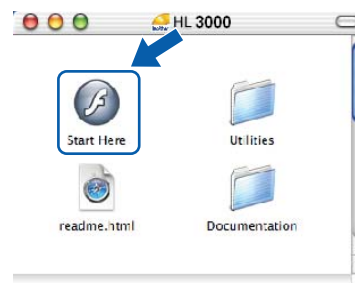 HL 3000
Start Here
Utilities
readme.html
Documentation